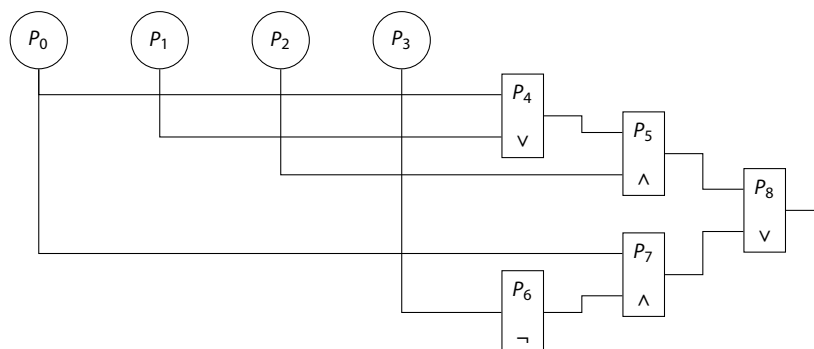 P₀ P₁ P₂ P₃
P₄
∨
P₅
∧
P₈
∨
P₇
∧
P₆
¬